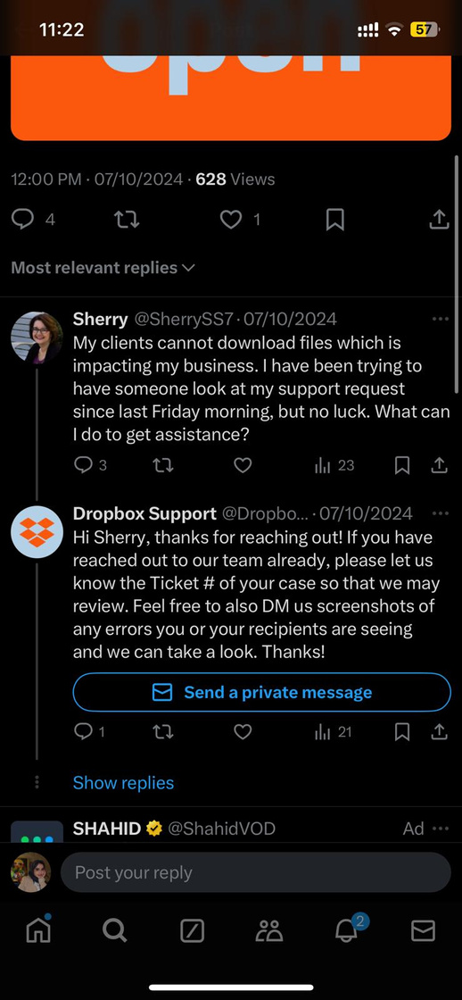 11:22
57
open
12:00 PM · 07/10/2024 · 628 Views
4
1
Most relevant replies
Sherry @SherrySS7 · 07/10/2024
My clients cannot download files which is
impacting my business. I have been trying to
have someone look at my support request
since last Friday morning, but no luck. What can
I do to get assistance?
3
23
Dropbox Support @Dropbo... · 07/10/2024
Hi Sherry, thanks for reaching out! If you have
reached out to our team already, please let us
know the Ticket # of your case so that we may
review. Feel free to also DM us screenshots of
any errors you or your recipients are seeing
and we can take a look. Thanks!
Send a private message
1
21
Show replies
SHAHID @ShahidVOD
Ad
Post your reply
2